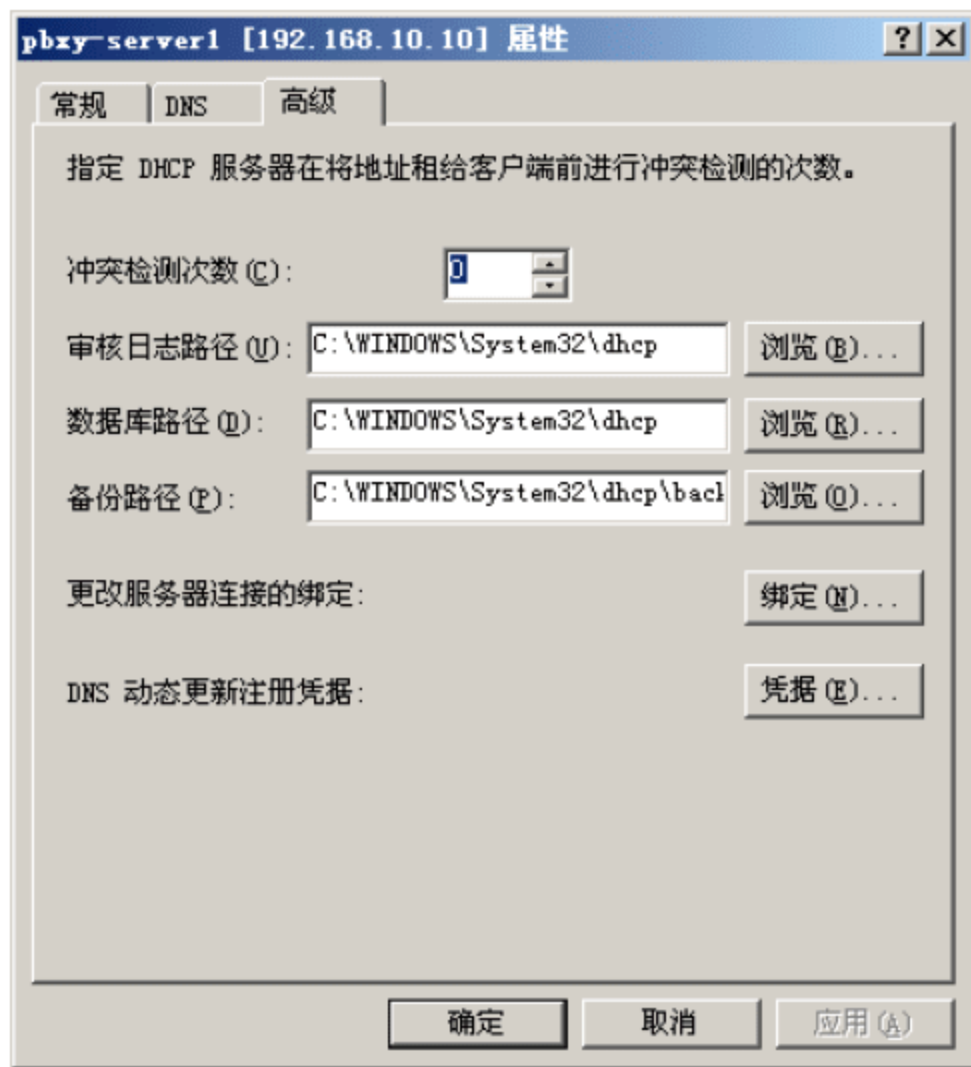 pbxy-server1 [192.168.10.10] 属性
常规 DNS 高级
指定 DHCP 服务器在将地址租给客户端前进行冲突检测的次数。
冲突检测次数(C): 0
审核日志路径(U): C:\WINDOWS\System32\dhcp 浏览(B)...
数据库路径(D): C:\WINDOWS\System32\dhcp 浏览(R)...
备份路径(P): C:\WINDOWS\System32\dhcp\back 浏览(O)...
更改服务器连接的绑定: 绑定(N)...
DNS 动态更新注册凭据: 凭据(E)...
确定 取消 应用(A)